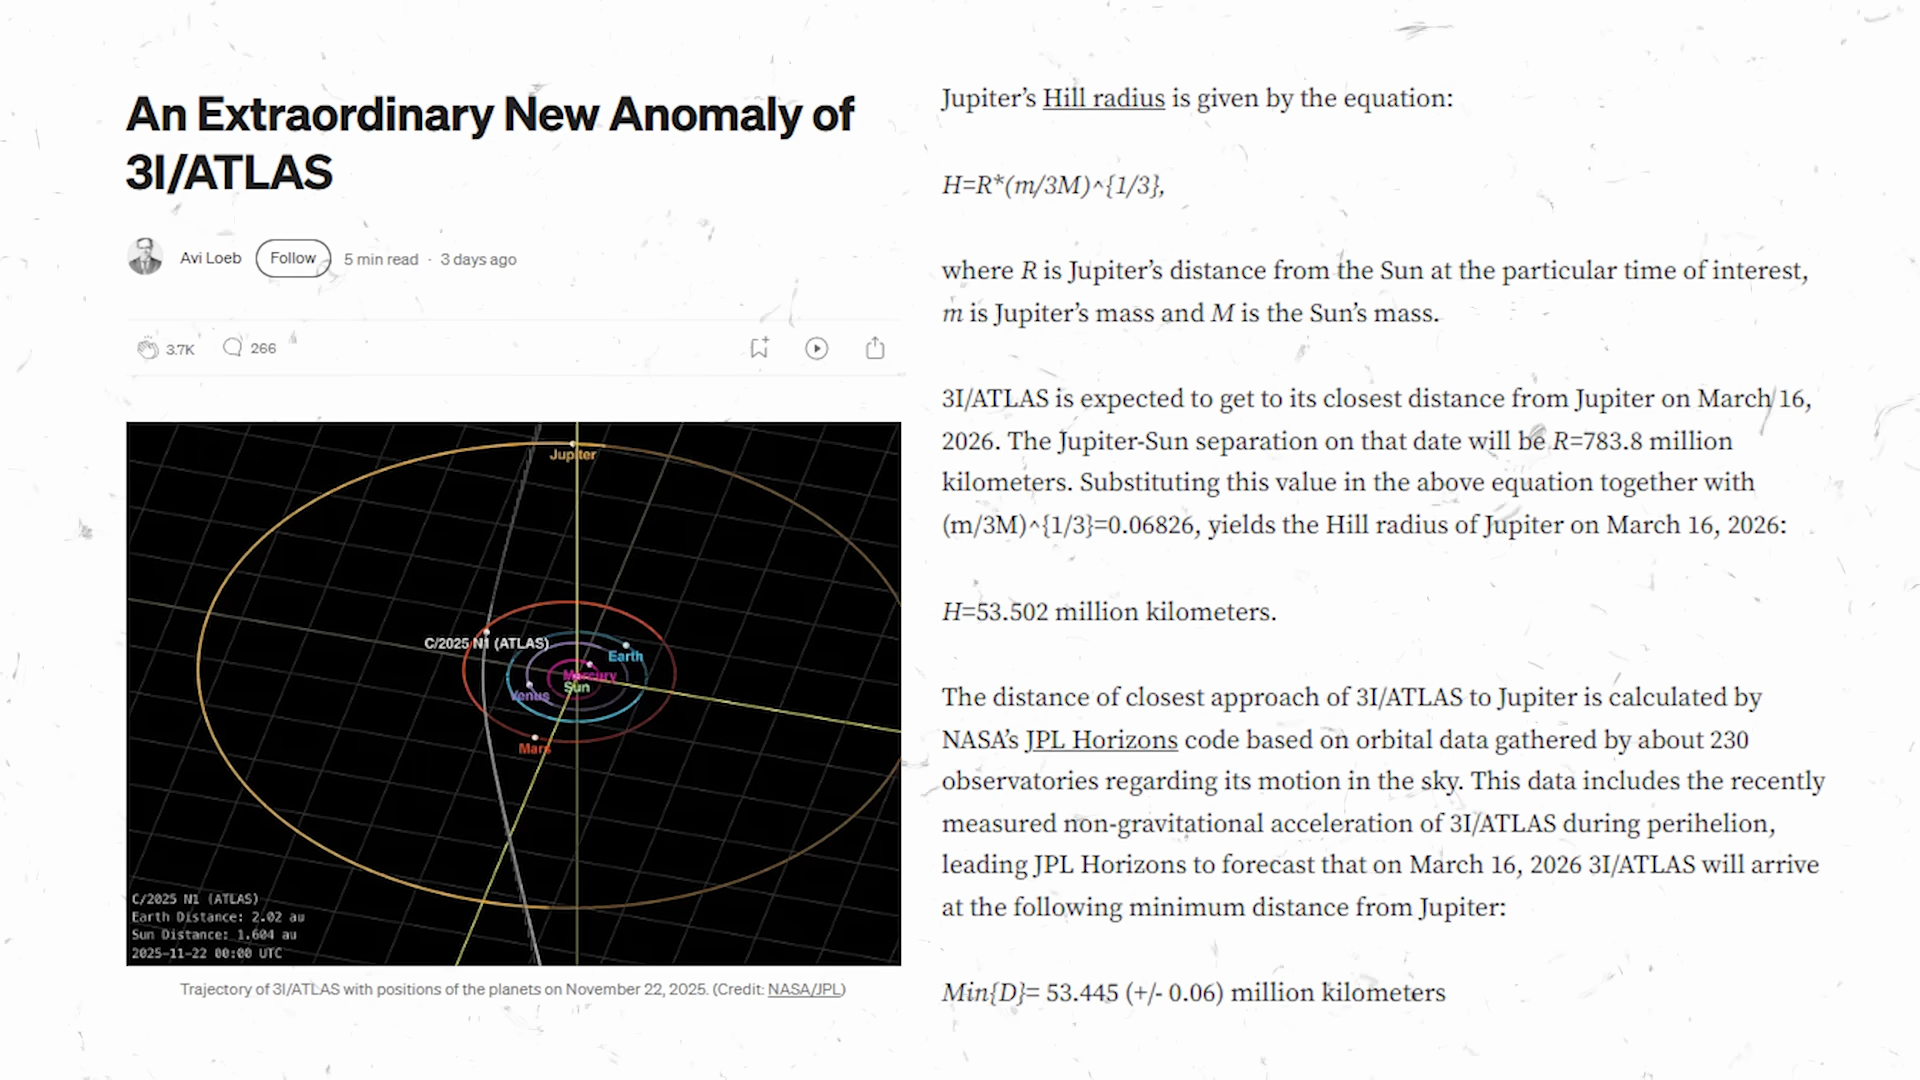 An Extraordinary New Anomaly of
3I/ATLAS
Avi Loeb Follow 5 min read · 3 days ago
3.7K 266
Jupiter
C/2025 N1 (ATLAS)
Earth
Mercury
Sun
Venus
Mars
C/2025 N1 (ATLAS)
Earth Distance: 2.02 au
Sun Distance: 1.604 au
2025-11-22 00:00 UTC
Trajectory of 3I/ATLAS with positions of the planets on November 22, 2025. (Credit: NASA/JPL)
Jupiter’s Hill radius is given by the equation:
H=R*(m/3M)^{1/3},
where R is Jupiter’s distance from the Sun at the particular time of interest,
m is Jupiter’s mass and M is the Sun’s mass.
3I/ATLAS is expected to get to its closest distance from Jupiter on March 16,
2026. The Jupiter-Sun separation on that date will be R=783.8 million
kilometers. Substituting this value in the above equation together with
(m/3M)^{1/3}=0.06826, yields the Hill radius of Jupiter on March 16, 2026:
H=53.502 million kilometers.
The distance of closest approach of 3I/ATLAS to Jupiter is calculated by
NASA’s JPL Horizons code based on orbital data gathered by about 230
observatories regarding its motion in the sky. This data includes the recently
measured non-gravitational acceleration of 3I/ATLAS during perihelion,
leading JPL Horizons to forecast that on March 16, 2026 3I/ATLAS will arrive
at the following minimum distance from Jupiter:
Min{D}= 53.445 (+/- 0.06) million kilometers